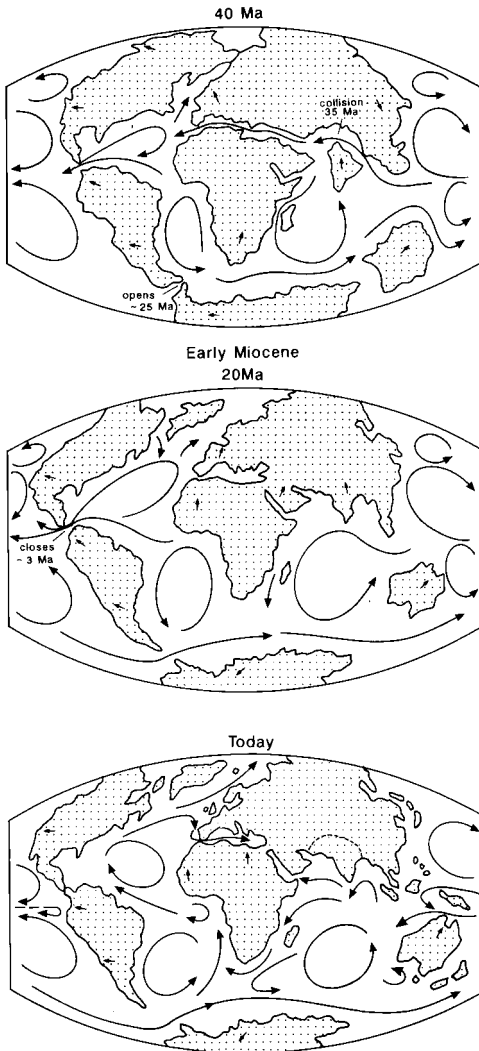 40 Ma
collision
35 Ma
opens
~25 Ma
Early Miocene
20Ma
closes
~ 3 Ma
Today